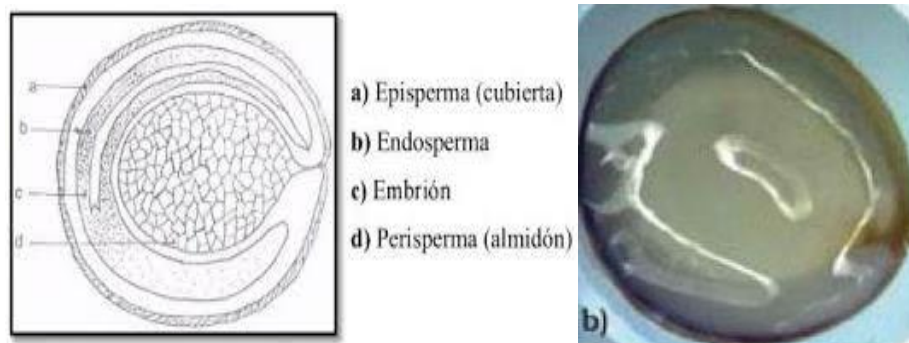 a
b
c
d
a) Episperma (cubierta)
b) Endosperma
c) Embrión
d) Perisperma (almidón)
b)